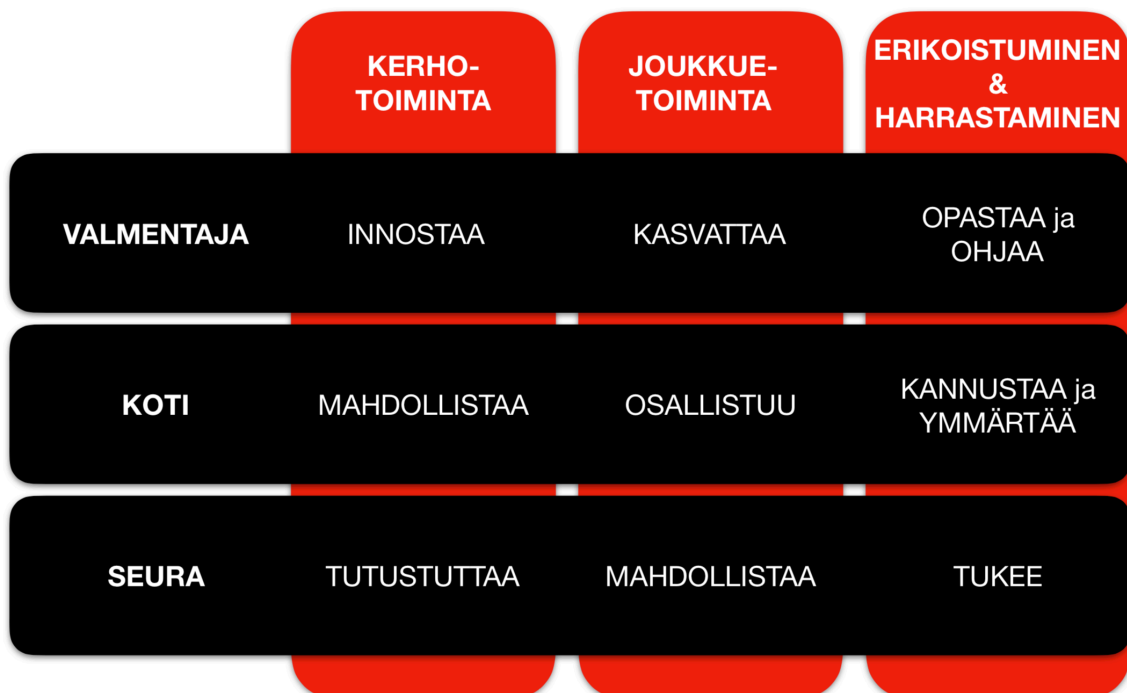 KERHO-
TOIMINTA
JOUKKUE-
TOIMINTA
ERIKOISTUMINEN
&
HARRASTAMINEN
VALMENTAJA
INNOSTAA
KASVATTAA
OPASTAA ja
OHJAA
KOTI
MAHDOLLISTAA
OSALLISTUU
KANNUSTAA ja
YMMÄRTÄÄ
SEURA
TUTUSTUTTAA
MAHDOLLISTAA
TUKEE